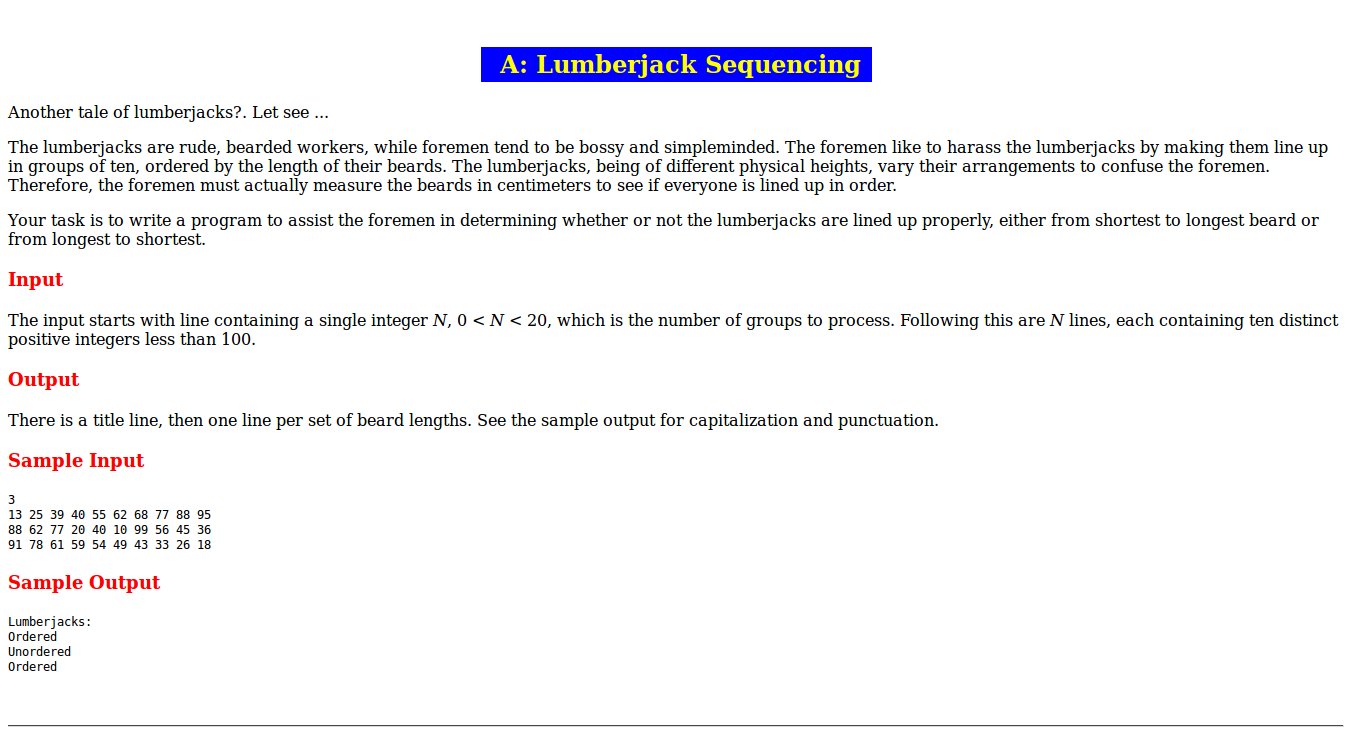 A: Lumberjack Sequencing
Another tale of lumberjacks?. Let see ...
The lumberjacks are rude, bearded workers, while foremen tend to be bossy and simpleminded. The foremen like to harass the lumberjacks by making them line up
in groups of ten, ordered by the length of their beards. The lumberjacks, being of different physical heights, vary their arrangements to confuse the foremen.
Therefore, the foremen must actually measure the beards in centimeters to see if everyone is lined up in order.
Your task is to write a program to assist the foremen in determining whether or not the lumberjacks are lined up properly, either from shortest to longest beard or
from longest to shortest.
Input
The input starts with line containing a single integer N, 0 < N < 20, which is the number of groups to process. Following this are N lines, each containing ten distinct
positive integers less than 100.
Output
There is a title line, then one line per set of beard lengths. See the sample output for capitalization and punctuation.
Sample Input
3
13 25 39 40 55 62 68 77 88 95
88 62 77 20 40 10 99 56 45 36
91 78 61 59 54 49 43 33 26 18
Sample Output
Lumberjacks:
Ordered
Unordered
Ordered